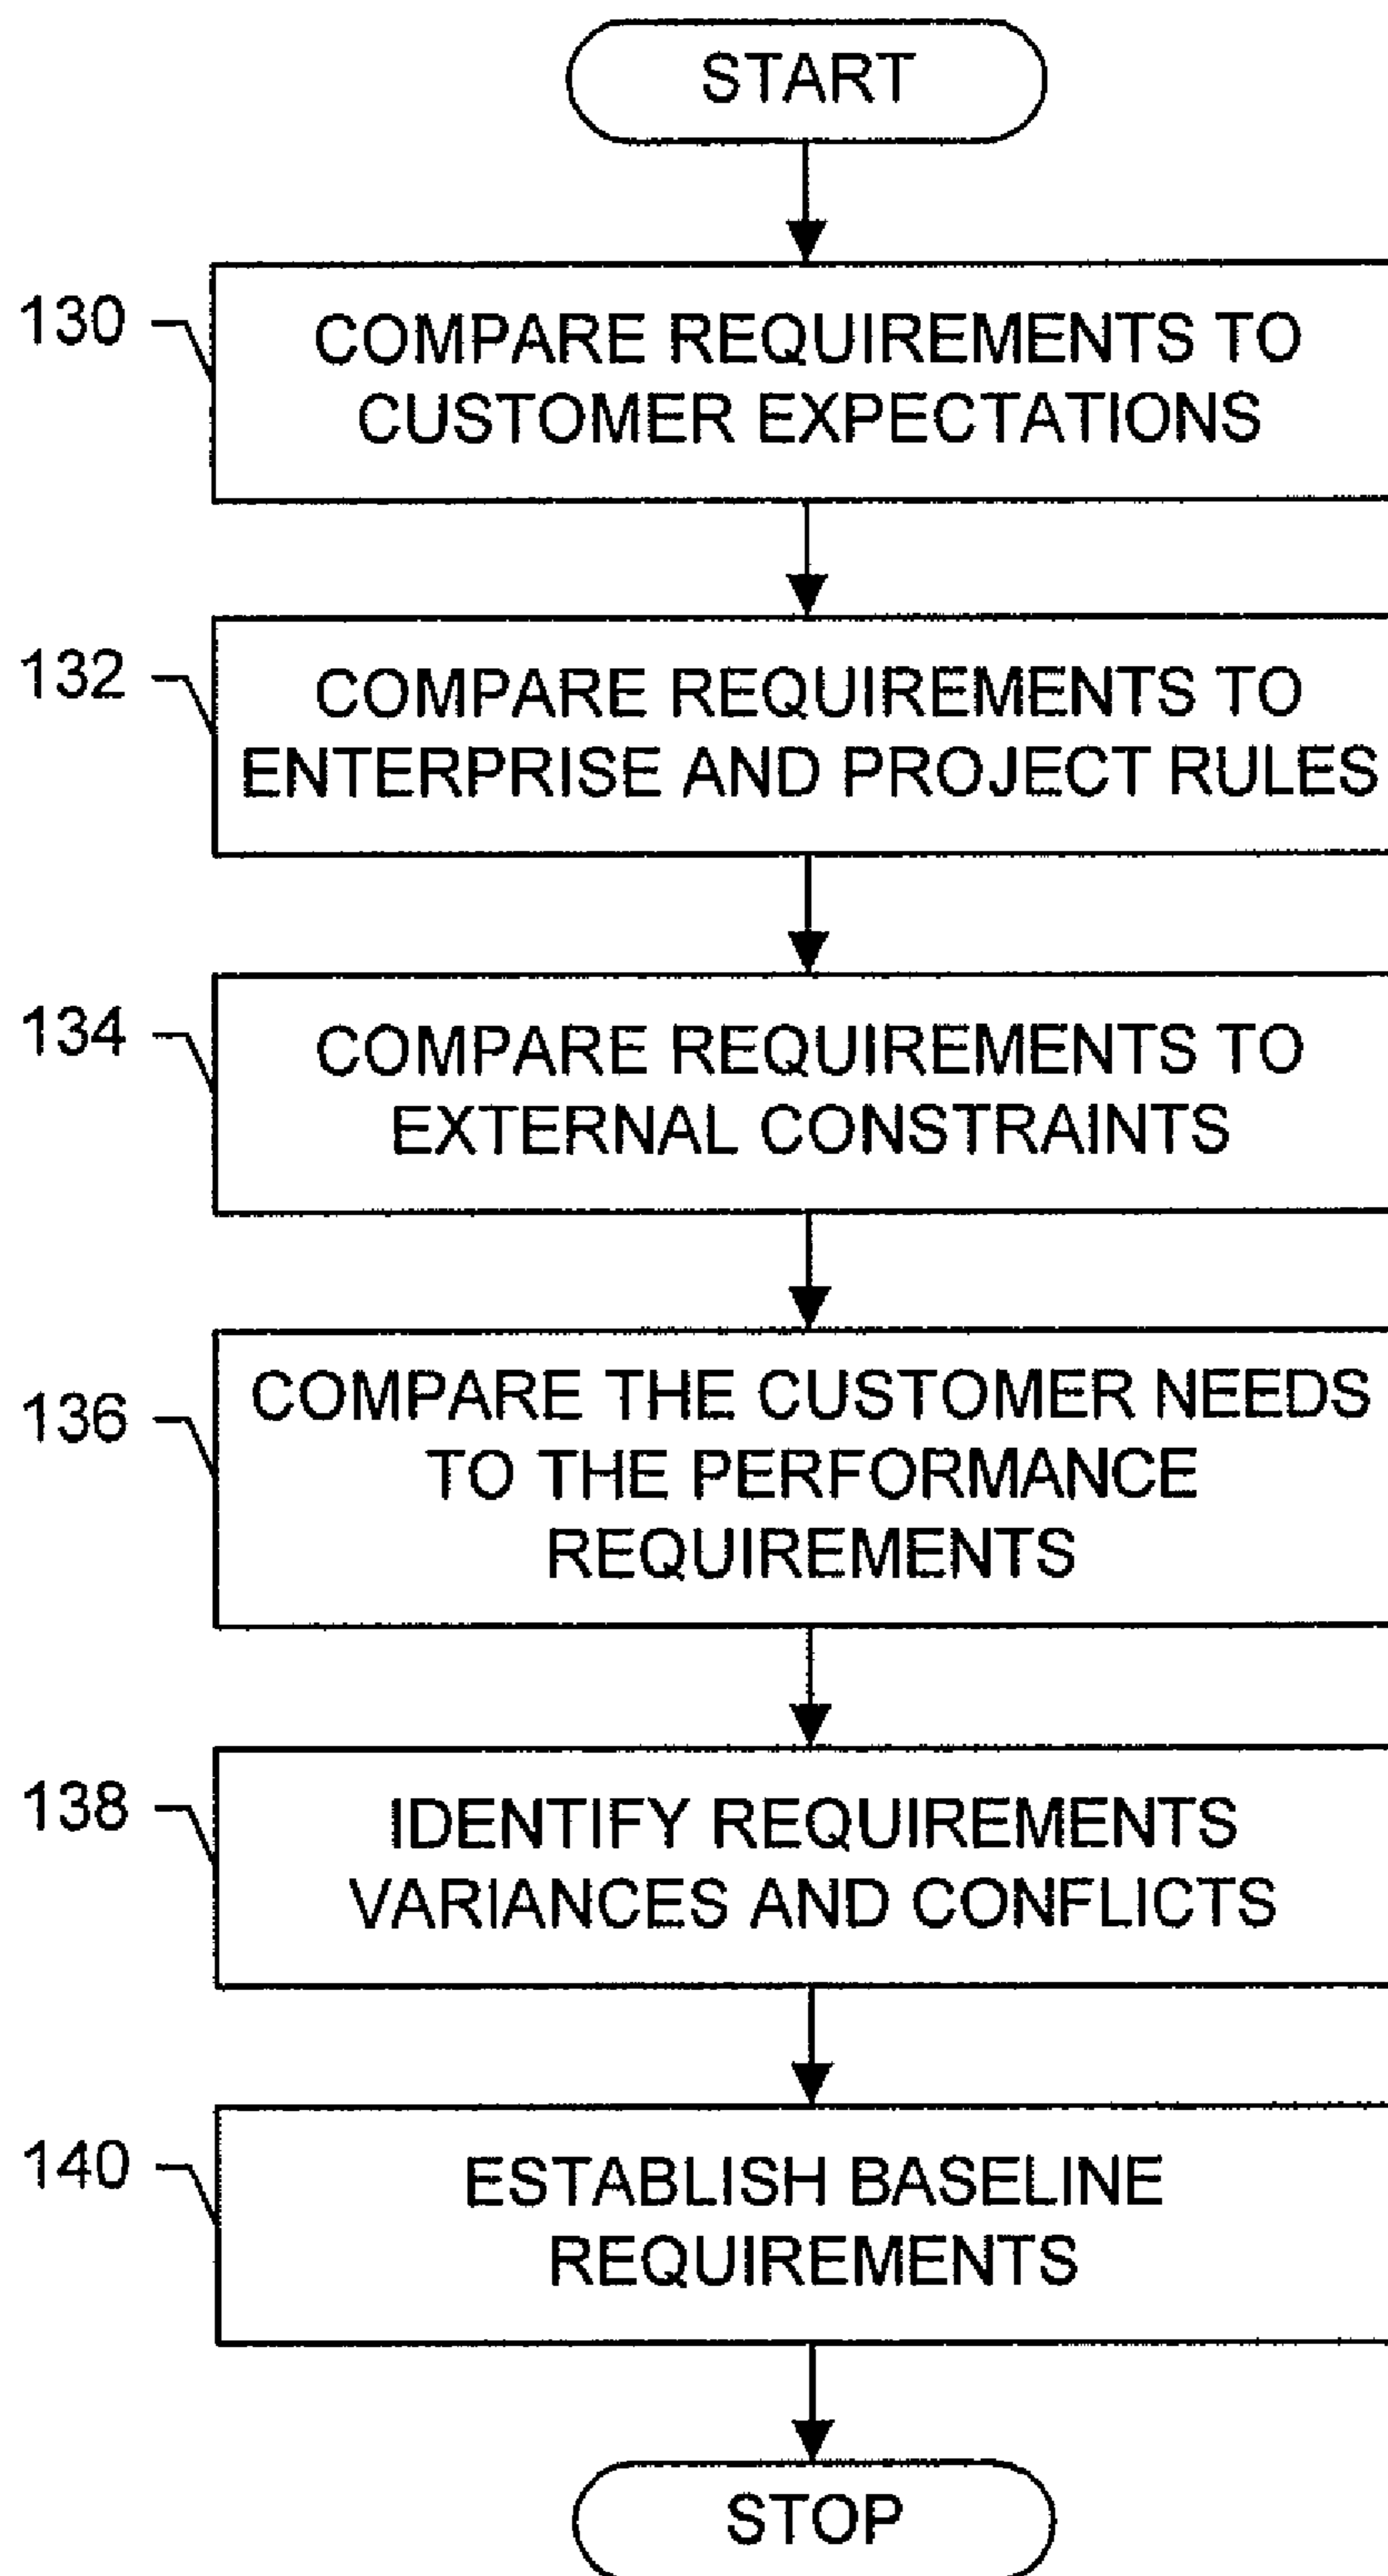 START
130
COMPARE REQUIREMENTS TO
CUSTOMER EXPECTATIONS
132
COMPARE REQUIREMENTS TO
ENTERPRISE AND PROJECT RULES
134
COMPARE REQUIREMENTS TO
EXTERNAL CONSTRAINTS
136
COMPARE THE CUSTOMER NEEDS
TO THE PERFORMANCE
REQUIREMENTS
138
IDENTIFY REQUIREMENTS
VARIANCES AND CONFLICTS
140
ESTABLISH BASELINE
REQUIREMENTS
STOP